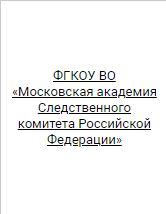 ФГКОУ ВО
«Московская академия
Следственного
комитета Российской
Федерации»